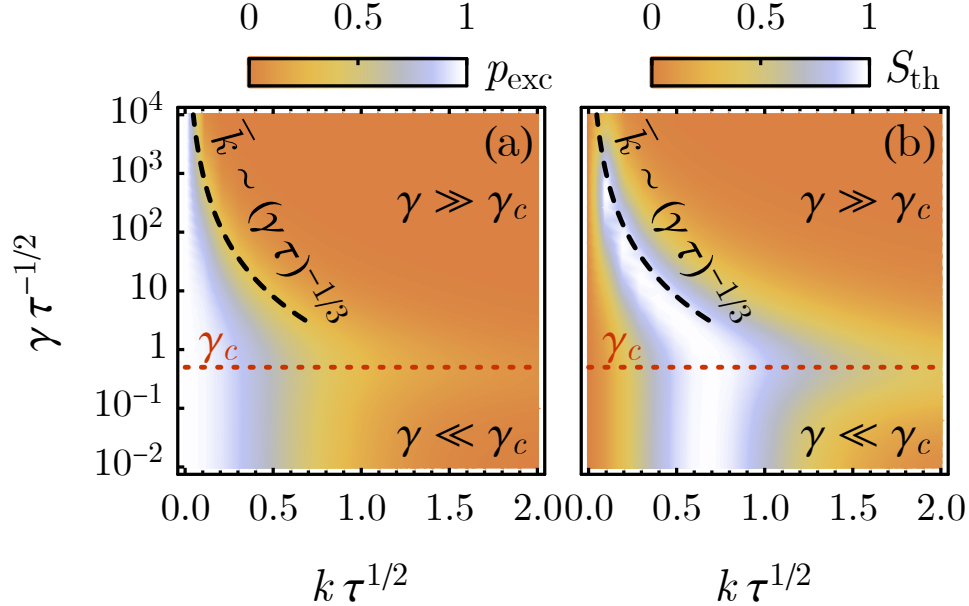 0 0.5 1 p_exc
0 0.5 1 S_th
(a)
k̄ ~ (γ τ)^{-1/3}
γ ≫ γ_c
γ_c
γ ≪ γ_c
(b)
k̄ ~ (γ τ)^{-1/3}
γ ≫ γ_c
γ_c
γ ≪ γ_c
γ τ^{-1/2}
10^4
10^3
10^2
10
1
10^{-1}
10^{-2}
0.0 0.5 1.0 1.5 2.0
0.0 0.5 1.0 1.5 2.0
k τ^{1/2}
k τ^{1/2}